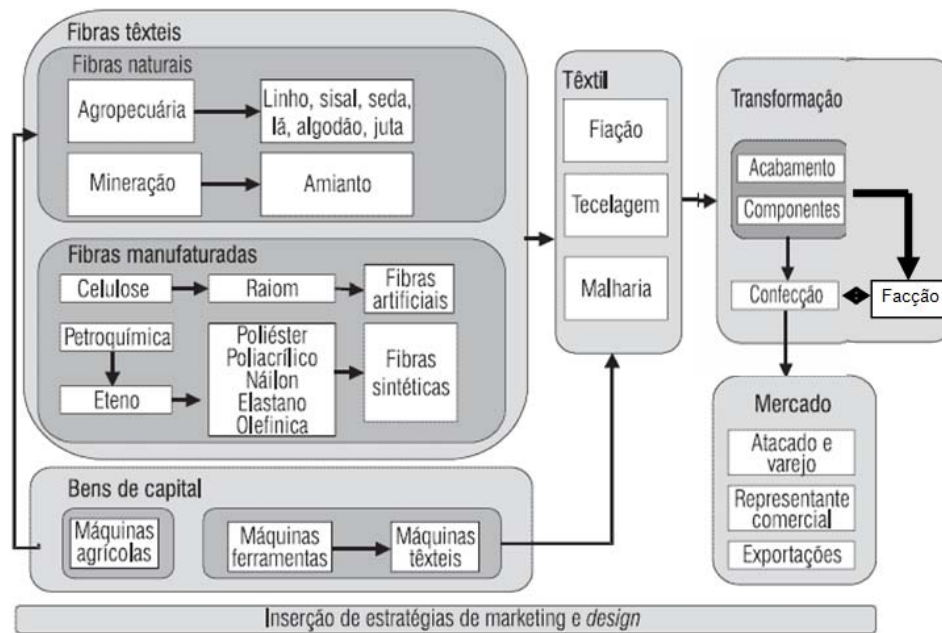 Fibras têxteis
Fibras naturais
Agropecuária
Linho, sisal, seda,
lá, algodão, juta
Mineração
Amianto
Fibras manufaturadas
Celulose
Raiom
Fibras
artificiais
Petroquímica
Eteno
Poliéster
Poliacrílico
Náilon
Elastano
Olefinica
Fibras
sintéticas
Bens de capital
Máquinas
agrícolas
Máquinas
ferramentas
Máquinas
têxteis
Têxtil
Fiação
Tecelagem
Malharia
Transformação
Acabamento
Componentes
Confecção
Facção
Mercado
Atacado e
varejo
Representante
comercial
Exportações
Inserção de estratégias de marketing e design